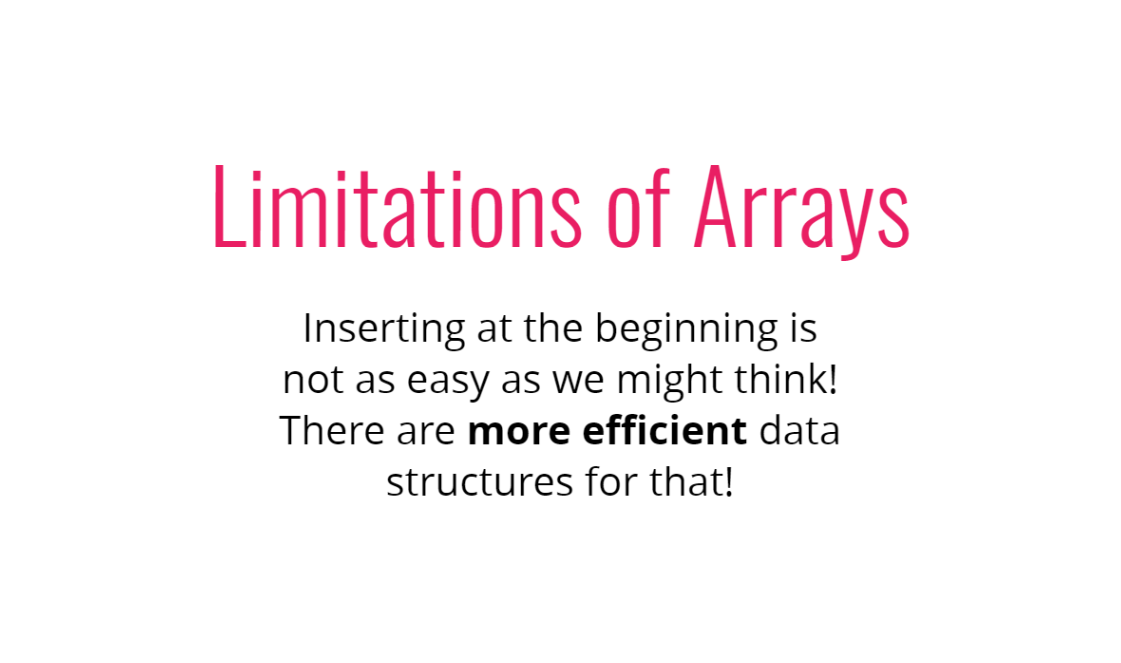 Limitations of Arrays
Inserting at the beginning is
not as easy as we might think!
There are more efficient data
structures for that!